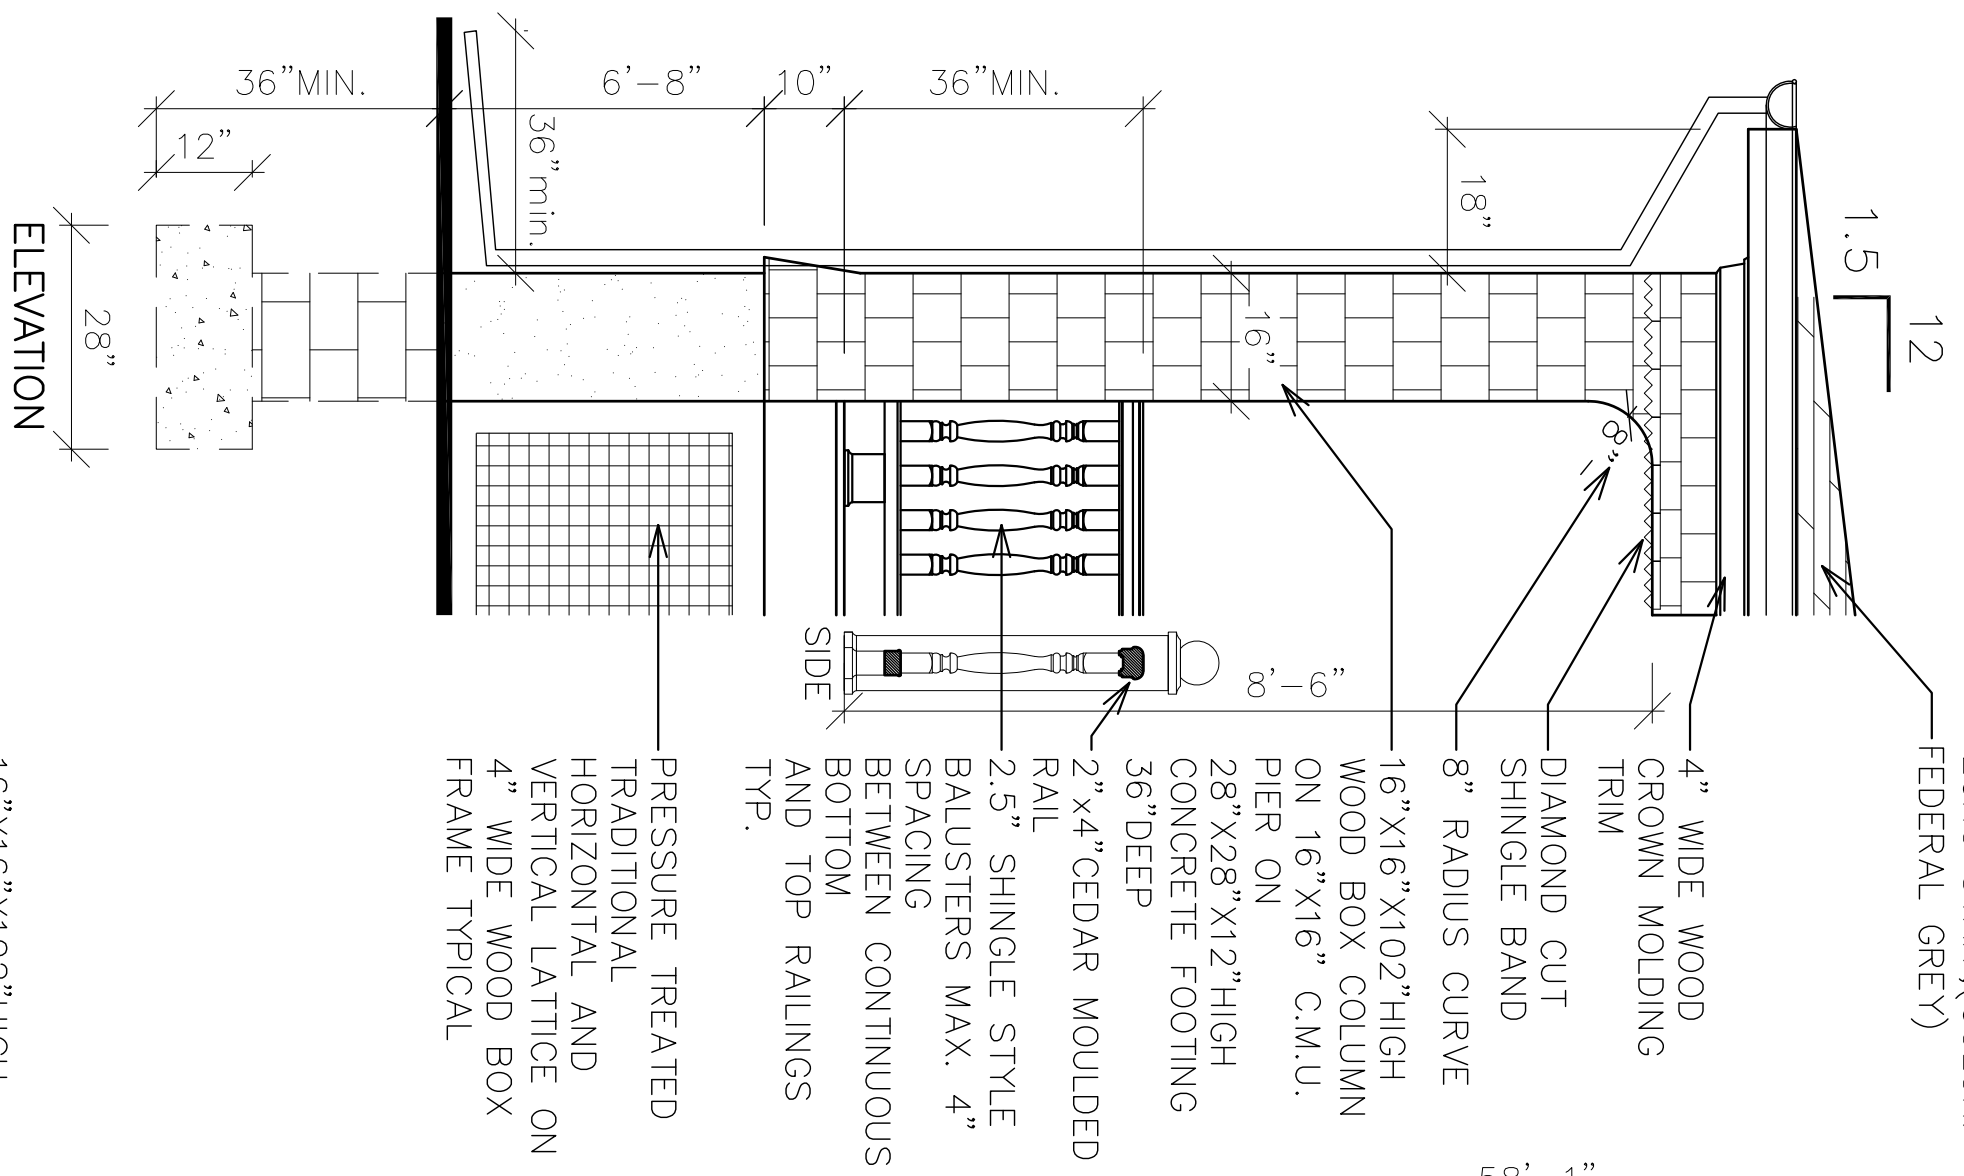 FEDERAL GREY)
4" WIDE WOOD
CROWN MOLDING
TRIM
DIAMOND CUT
SHINGLE BAND
8" RADIUS CURVE
16"X16"X102"HIGH
WOOD BOX COLUMN
ON 16"X16" C.M.U.
PIER ON
28"X28"X12"HIGH
CONCRETE FOOTING
36"DEEP
2"x4"CEDAR MOULDED
RAIL
2.5" SHINGLE STYLE
BALUSTERS MAX. 4"
SPACING
BETWEEN CONTINUOUS
BOTTOM
AND TOP RAILINGS
TYP.
PRESSURE TREATED
TRADITIONAL
HORIZONTAL AND
VERTICAL LATTICE ON
4" WIDE WOOD BOX
FRAME TYPICAL
12
1.5
18"
8"
16"
8'-6"
36"MIN.
10"
6'-8"
36"min.
36"MIN.
12"
28"
SIDE
ELEVATION
58'-1"